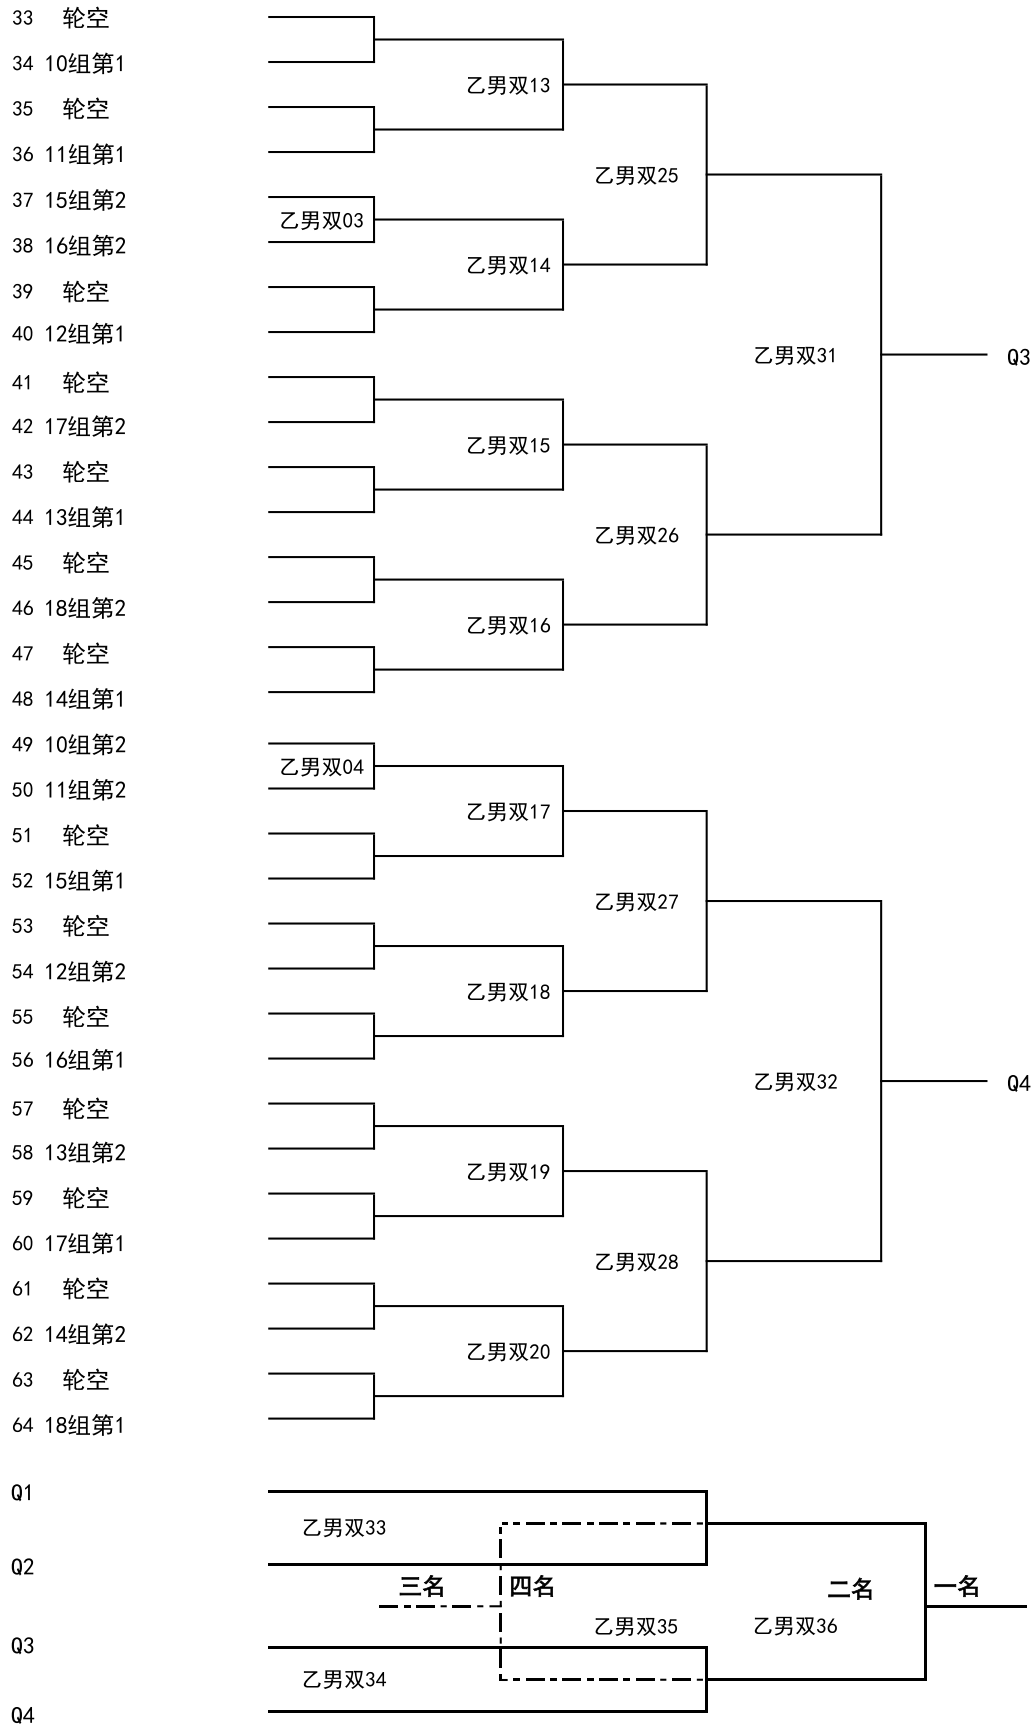 33 轮空
34 10组第1
乙男双13
35 轮空
36 11组第1
乙男双25
37 15组第2
乙男双03
38 16组第2
乙男双14
39 轮空
40 12组第1
乙男双31
Q3
41 轮空
42 17组第2
乙男双15
43 轮空
44 13组第1
乙男双26
45 轮空
46 18组第2
乙男双16
47 轮空
48 14组第1
49 10组第2
乙男双04
50 11组第2
乙男双17
51 轮空
52 15组第1
乙男双27
53 轮空
54 12组第2
乙男双18
55 轮空
56 16组第1
乙男双32
Q4
57 轮空
58 13组第2
乙男双19
59 轮空
60 17组第1
乙男双28
61 轮空
62 14组第2
乙男双20
63 轮空
64 18组第1
Q1
乙男双33
Q2
三名 四名 二名 一名
乙男双35 乙男双36
Q3
乙男双34
Q4